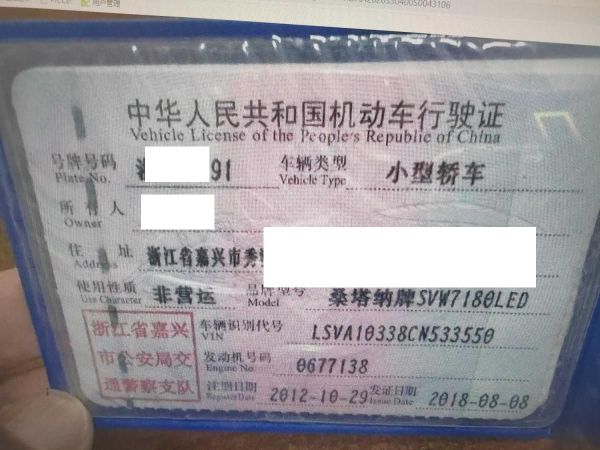 用户管理
中华人民共和国机动车行驶证
Vehicle License of the People's Republic of China
号牌号码 91 车辆类型 小型轿车
Plate No. Vehicle Type
所有人
Owner
住址 浙江省嘉兴市秀
Address
使用性质 非营运 品牌型号 桑塔纳牌SVW7180LED
Use Character Model
浙江省嘉兴 车辆识别代号 LSVA10338CN533550
VIN
市公安局交 发动机号码 0677138
Engine No.
通警察支队 注册日期 2012-10-29 发证日期 2018-08-08
Register Date Issue Date